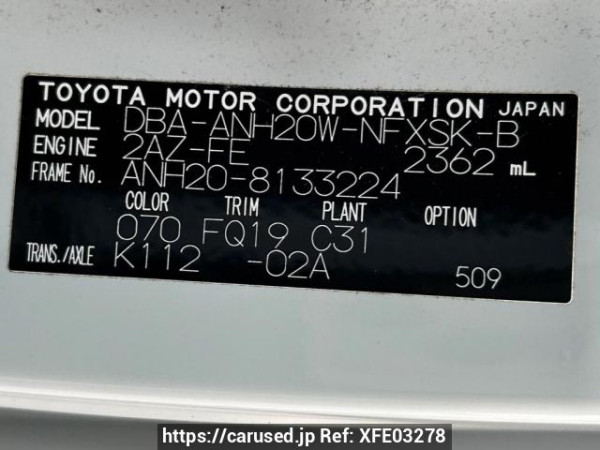 TOYOTA MOTOR CORPORATION JAPAN
MODEL DBA-ANH20W-NFXSK-B
ENGINE 2AZ-FE 2362 mL
FRAME No. ANH20-8133224
COLOR TRIM PLANT OPTION
070 FQ19 C31
TRANS./AXLE K112 -02A 509
https://carused.jp Ref: XFE03278